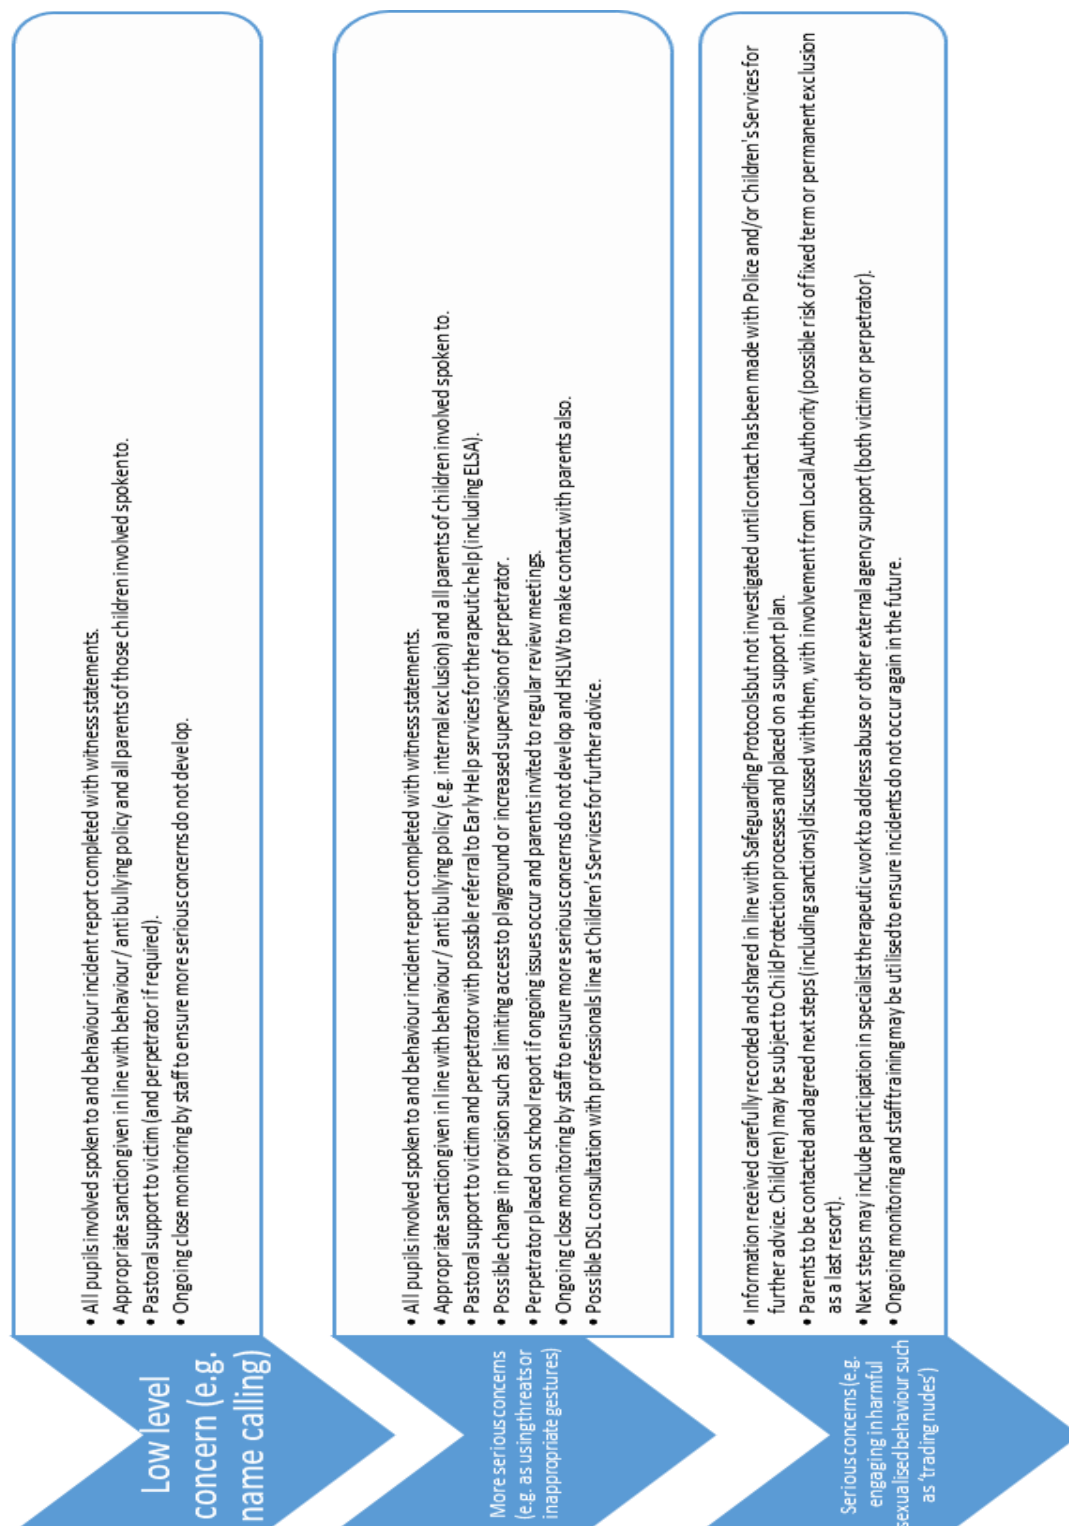 Low level
concern (e.g.
name calling)
• All pupils involved spoken to and behaviour incident report completed with witness statements.
• Appropriate sanction given in line with behaviour / anti bullying policy and all parents of those children involved spoken to.
• Pastoral support to victim (and perpetrator if required).
• Ongoing close monitoring by staff to ensure more serious concerns do not develop.
More serious concerns
(e.g. as using threats or
inappropriate gestures)
• All pupils involved spoken to and behaviour incident report completed with witness statements.
• Appropriate sanction given in line with behaviour / anti bullying policy (e.g. internal exclusion) and all parents of children involved spoken to.
• Pastoral support to victim and perpetrator with possible referral to Early Help services for therapeutic help (including ELSA).
• Possible change in provision such as limiting access to playground or increased supervision of perpetrator.
• Perpetrator placed on school report if ongoing issues occur and parents invited to regular review meetings.
• Ongoing close monitoring by staff to ensure more serious concerns do not develop and HSLW to make contact with parents also.
• Possible DSL consultation with professionals line at Children's Services for further advice.
Serious concerns (e.g.
engaging in harmful
sexualised behaviour such
as 'trading nudes')
• Information received carefully recorded and shared in line with Safeguarding Protocols but not investigated until contact has been made with Police and/or Children's Services for
further advice. Child(ren) may be subject to Child Protection processes and placed on a support plan.
• Parents to be contacted and agreed next steps (including sanctions) discussed with them, with involvement from Local Authority (possible risk of fixed term or permanent exclusion
as a last resort).
• Next steps may include participation in specialist therapeutic work to address abuse or other external agency support (both victim or perpetrator).
• Ongoing monitoring and staff training may be utilised to ensure incidents do not occur again in the future.